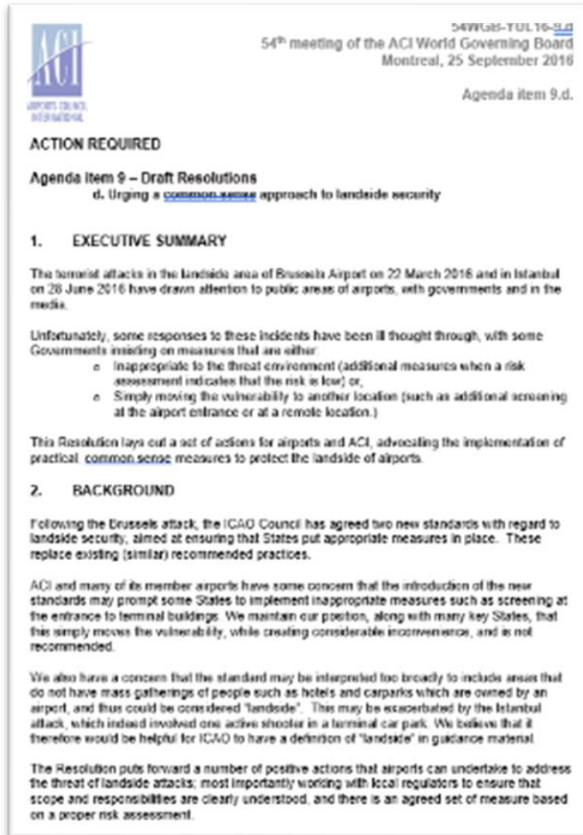 54WGB-YUL16-9.d
54th meeting of the ACI World Governing Board
Montreal, 25 September 2016
Agenda item 9.d.
ACI
AIRPORTS COUNCIL
INTERNATIONAL
ACTION REQUIRED
Agenda Item 9 – Draft Resolutions
d. Urging a common sense approach to landside security
1. EXECUTIVE SUMMARY
The terrorist attacks in the landside area of Brussels Airport on 22 March 2016 and in Istanbul
on 28 June 2016 have drawn attention to public areas of airports, with governments and in the
media.
Unfortunately, some responses to these incidents have been ill thought through, with some
Governments insisting on measures that are either:
o Inappropriate to the threat environment (additional measures when a risk
assessment indicates that the risk is low) or,
o Simply moving the vulnerability to another location (such as additional screening
at the airport entrance or at a remote location.)
This Resolution lays out a set of actions for airports and ACI, advocating the implementation of
practical, common sense measures to protect the landside of airports.
2. BACKGROUND
Following the Brussels attack, the ICAO Council has agreed two new standards with regard to
landside security, aimed at ensuring that States put appropriate measures in place. These
replace existing (similar) recommended practices.
ACI and many of its member airports have some concern that the introduction of the new
standards may prompt some States to implement inappropriate measures such as screening at
the entrance to terminal buildings. We maintain our position, along with many key States, that
this simply moves the vulnerability, while creating considerable inconvenience, and is not
recommended.
We also have a concern that the standard may be interpreted too broadly to include areas that
do not have mass gatherings of people such as hotels and carparks which are owned by an
airport, and thus could be considered "landside". This may be exacerbated by the Istanbul
attack, which indeed involved one active shooter in a terminal car park. We believe that it
therefore would be helpful for ICAO to have a definition of "landside" in guidance material.
The Resolution puts forward a number of positive actions that airports can undertake to address
the threat of landside attacks; most importantly working with local regulators to ensure that
scope and responsibilities are clearly understood, and there is an agreed set of measure based
on a proper risk assessment.